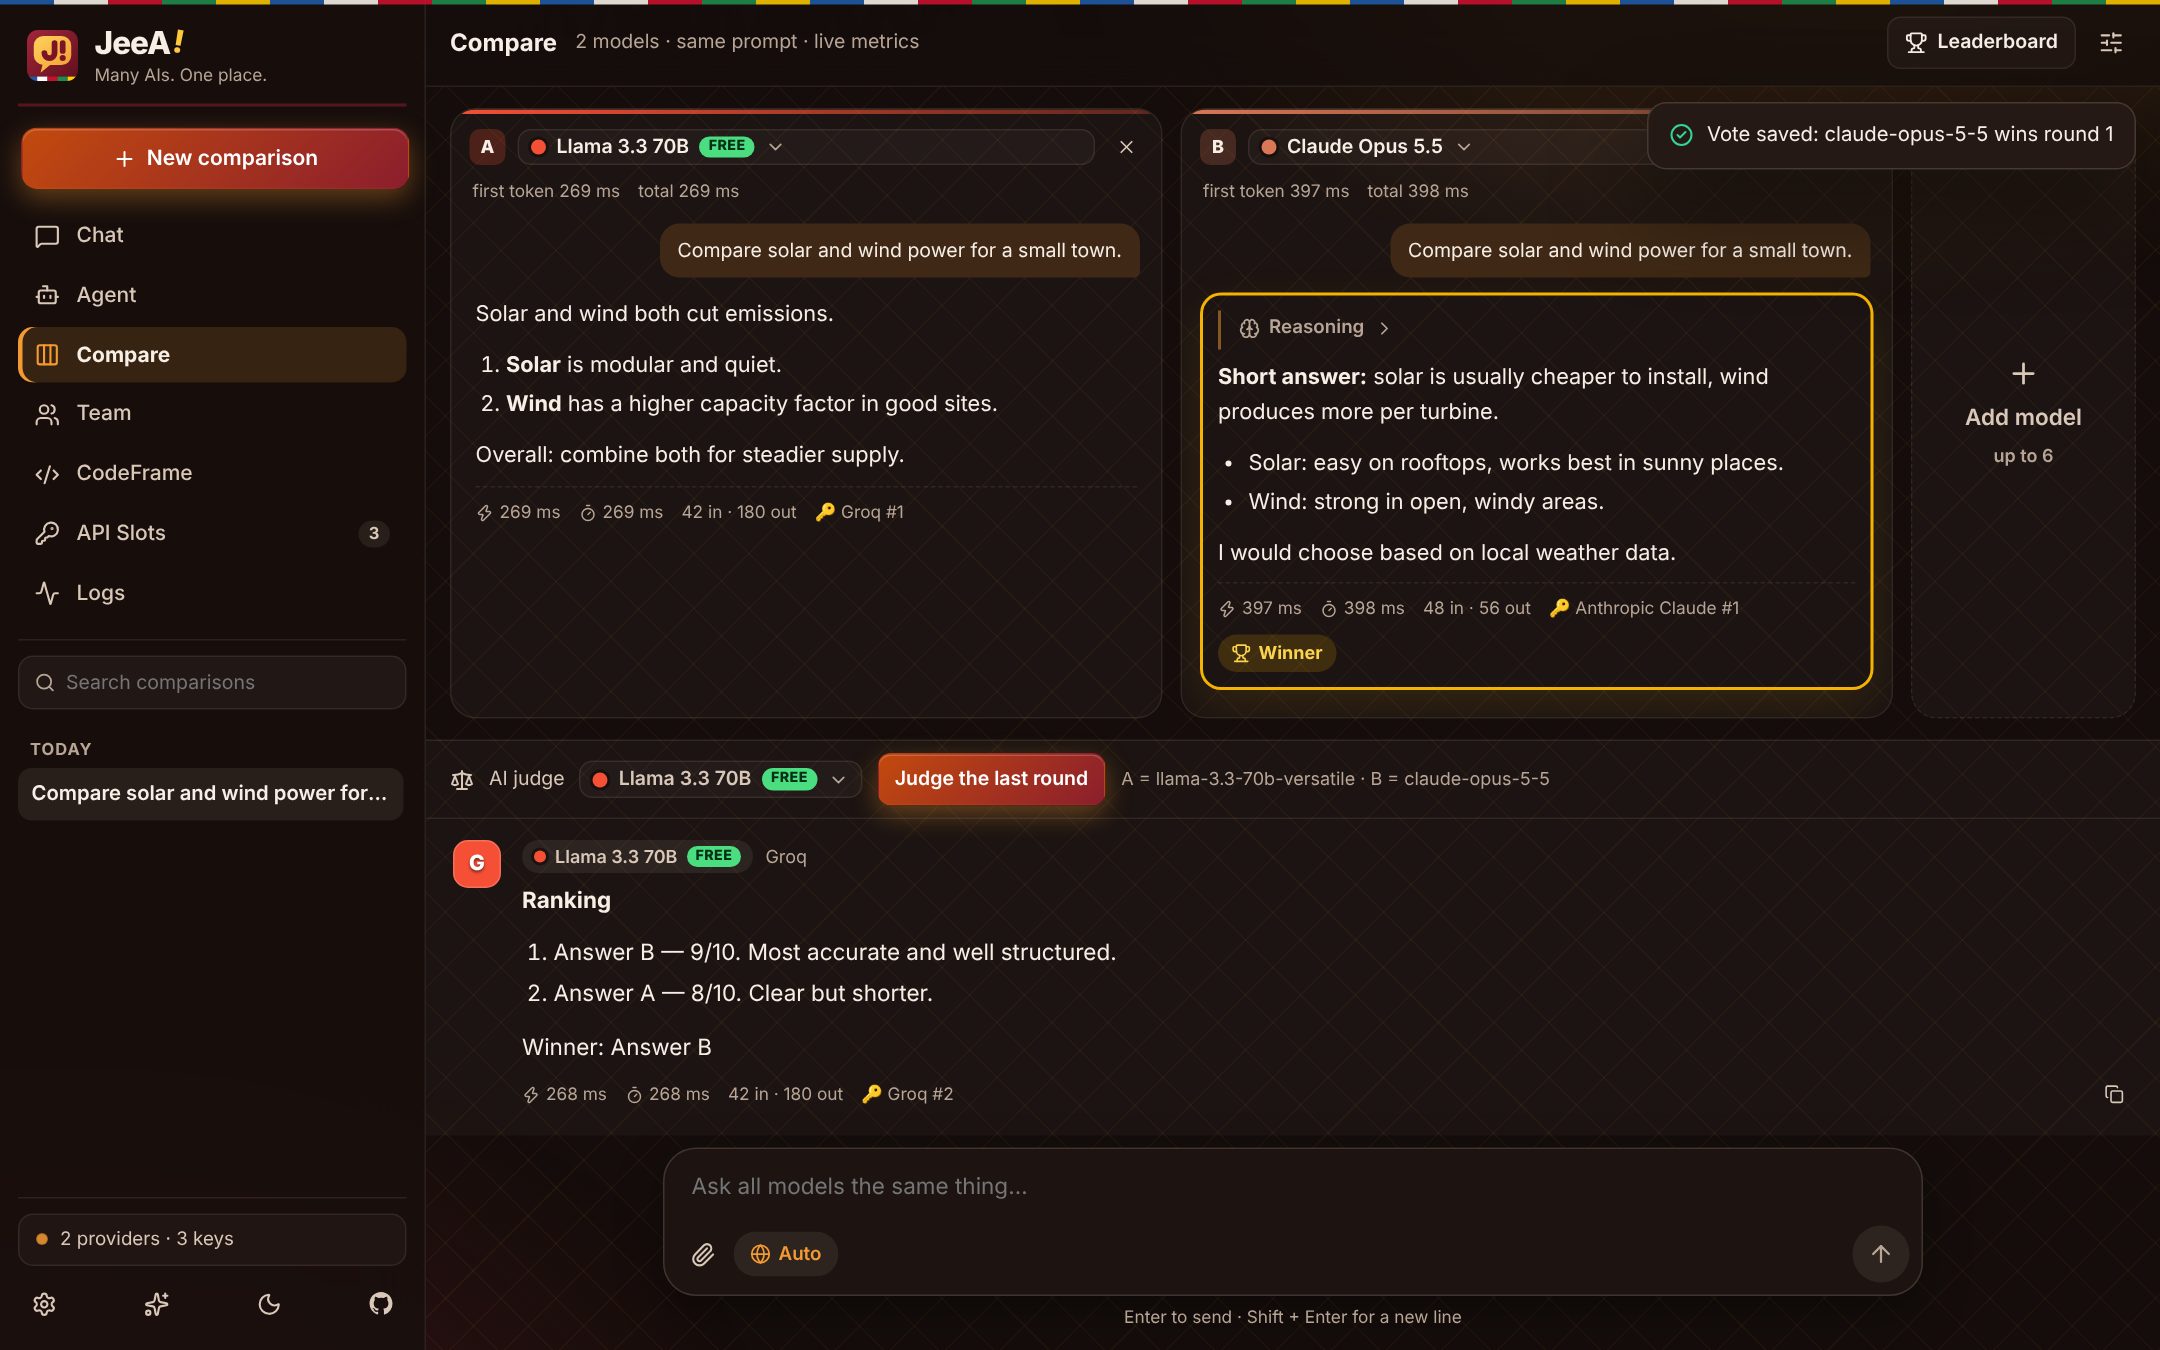 JeeA!
Many AIs. One place.
New comparison
Chat
Agent
Compare
Team
CodeFrame
API Slots 3
Logs
Search comparisons
TODAY
Compare solar and wind power for...
2 providers · 3 keys
Compare 2 models · same prompt · live metrics
Leaderboard
Vote saved: claude-opus-5-5 wins round 1
A Llama 3.3 70B FREE
first token 269 ms total 269 ms
Compare solar and wind power for a small town.
Solar and wind both cut emissions.
1. Solar is modular and quiet.
2. Wind has a higher capacity factor in good sites.
Overall: combine both for steadier supply.
269 ms 269 ms 42 in · 180 out Groq #1
B Claude Opus 5.5
first token 397 ms total 398 ms
Compare solar and wind power for a small town.
Reasoning
Short answer: solar is usually cheaper to install, wind
produces more per turbine.
• Solar: easy on rooftops, works best in sunny places.
• Wind: strong in open, windy areas.
I would choose based on local weather data.
397 ms 398 ms 48 in · 56 out Anthropic Claude #1
Winner
Add model
up to 6
AI judge Llama 3.3 70B FREE Judge the last round A = llama-3.3-70b-versatile · B = claude-opus-5-5
G Llama 3.3 70B FREE Groq
Ranking
1. Answer B — 9/10. Most accurate and well structured.
2. Answer A — 8/10. Clear but shorter.
Winner: Answer B
268 ms 268 ms 42 in · 180 out Groq #2
Ask all models the same thing...
Auto
Enter to send · Shift + Enter for a new line